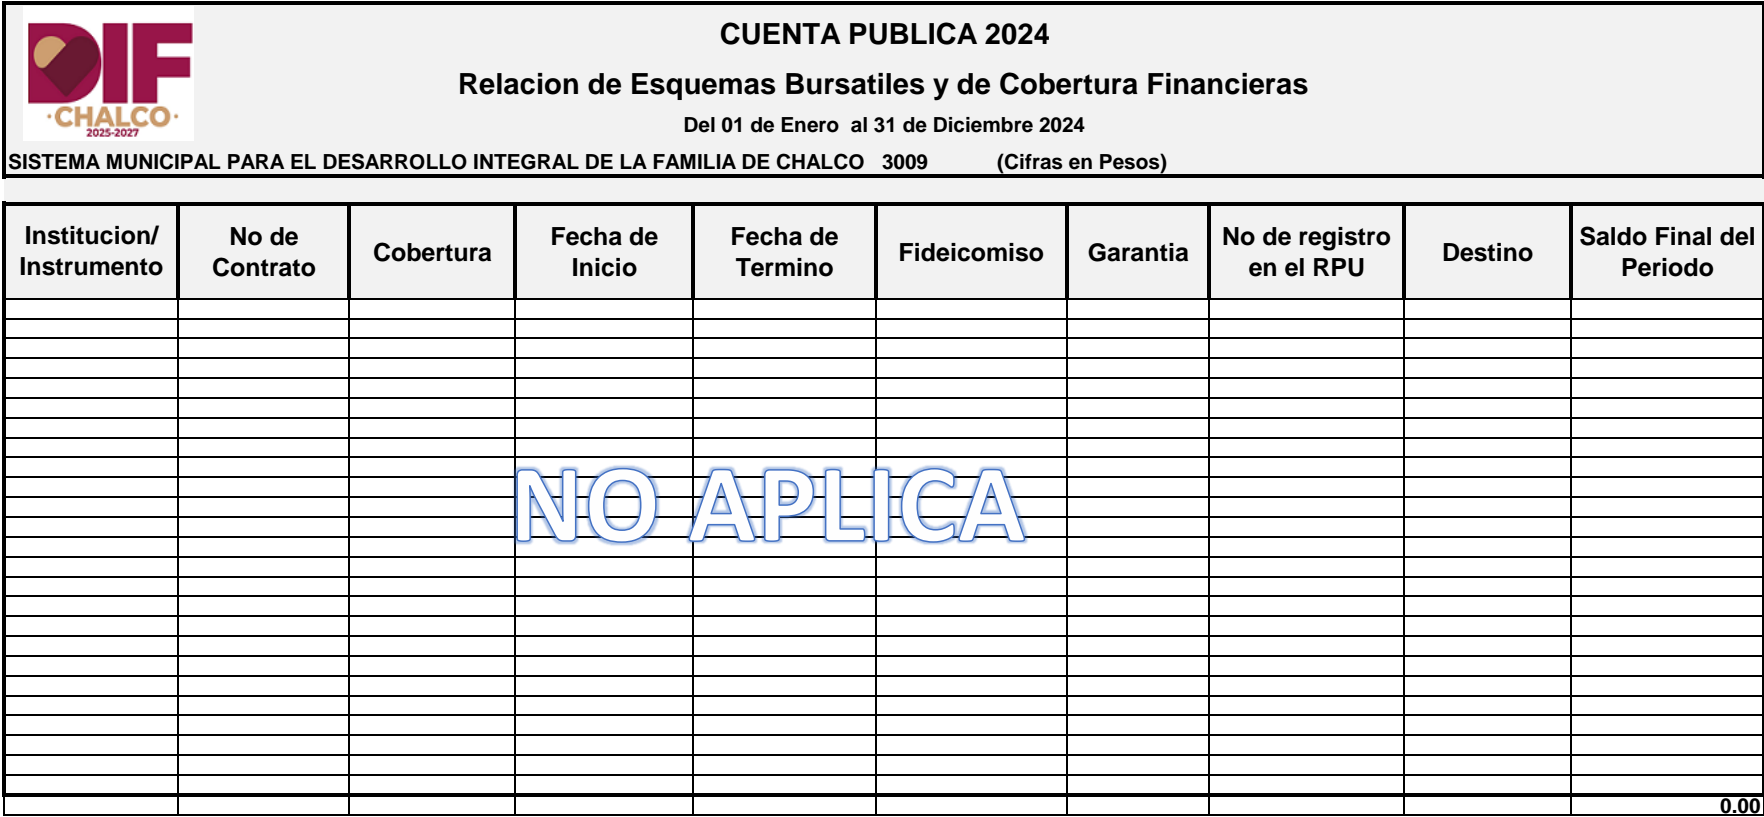 DIF
·CHALCO·
2025-2027
CUENTA PUBLICA 2024
Relacion de Esquemas Bursatiles y de Cobertura Financieras
Del 01 de Enero  al 31 de Diciembre 2024
SISTEMA MUNICIPAL PARA EL DESARROLLO INTEGRAL DE LA FAMILIA DE CHALCO   3009   (Cifras en Pesos)
Institucion/
Instrumento
No de
Contrato
Cobertura
Fecha de
Inicio
Fecha de
Termino
Fideicomiso
Garantia
No de registro
en el RPU
Destino
Saldo Final del
Periodo
NO APLICA
0.00